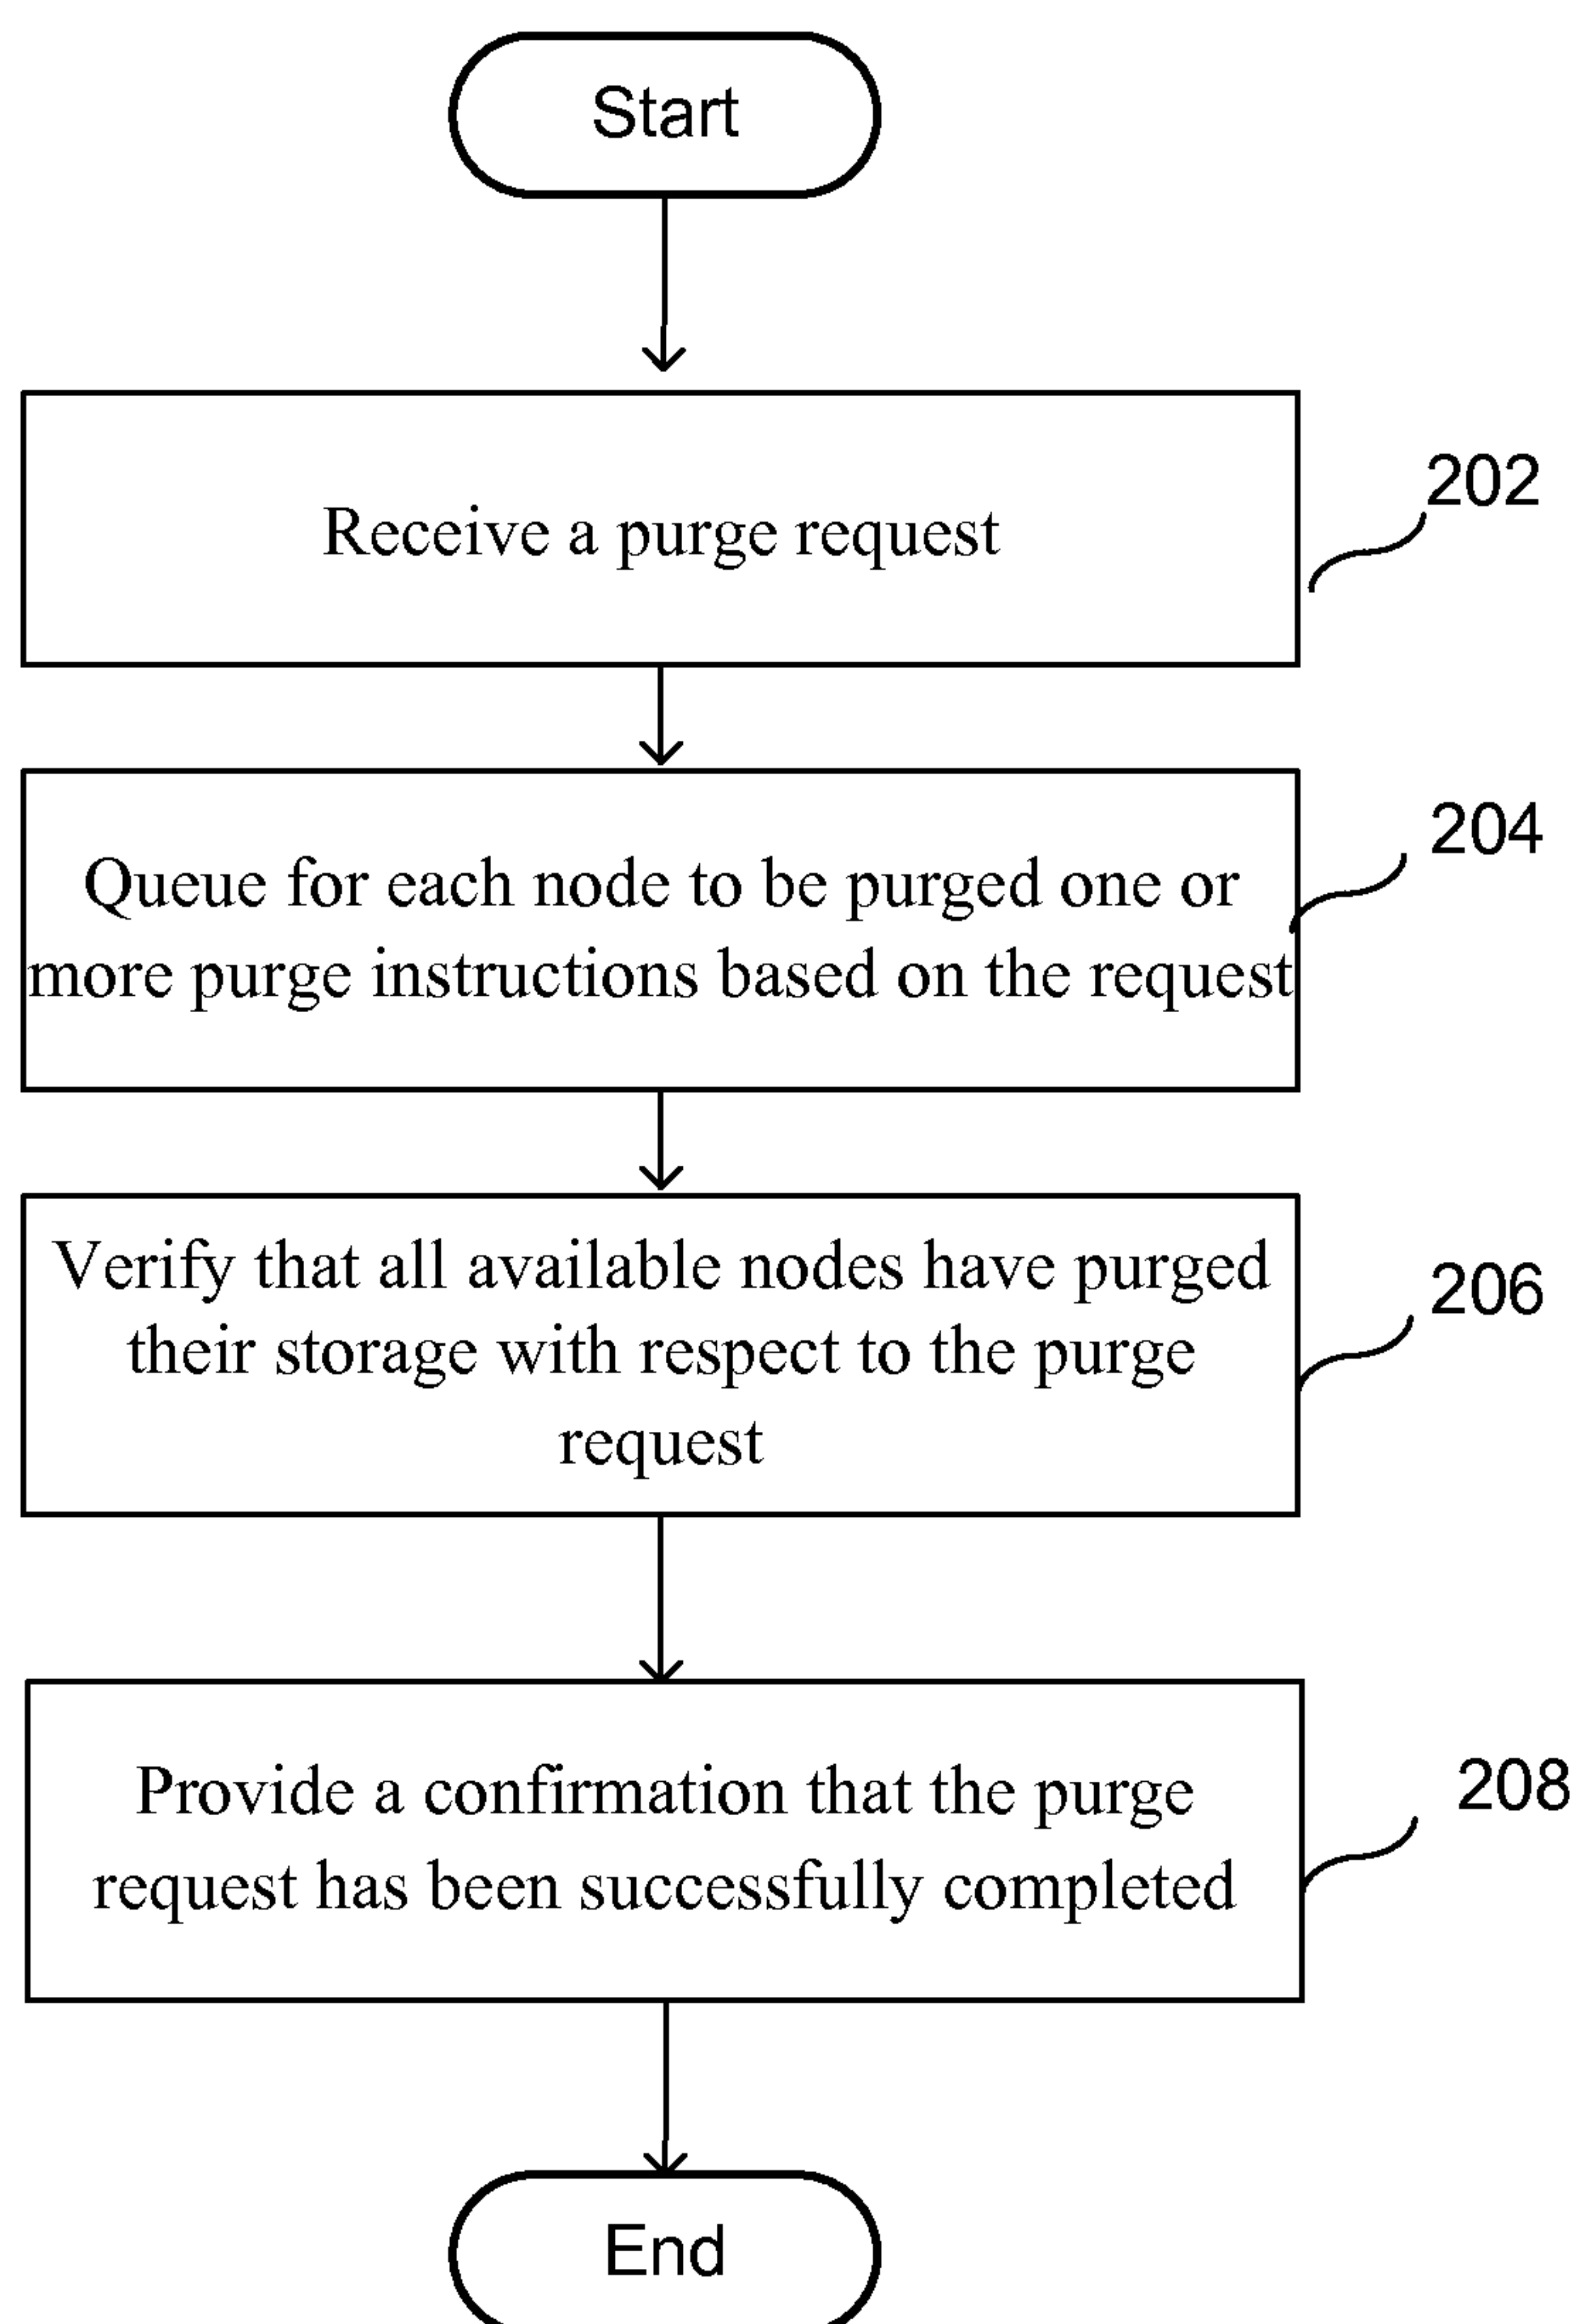 Start
Receive a purge request
202
Queue for each node to be purged one or
more purge instructions based on the request
204
Verify that all available nodes have purged
their storage with respect to the purge
request
206
Provide a confirmation that the purge
request has been successfully completed
208
End